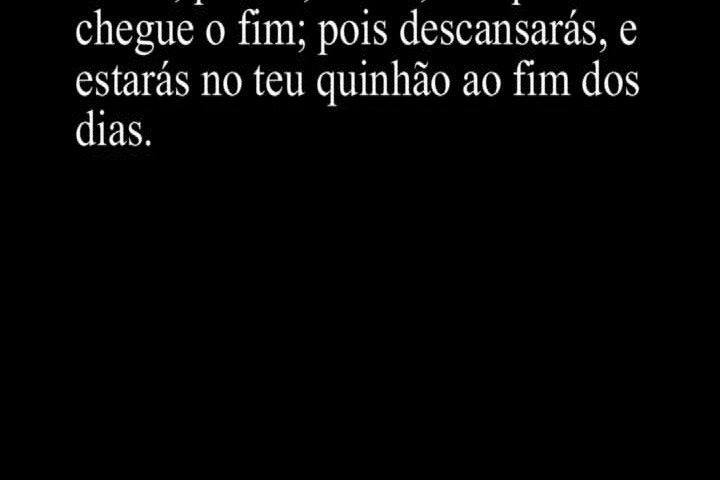 chegue o fim; pois descansarás, e
estarás no teu quinhão ao fim dos
dias.